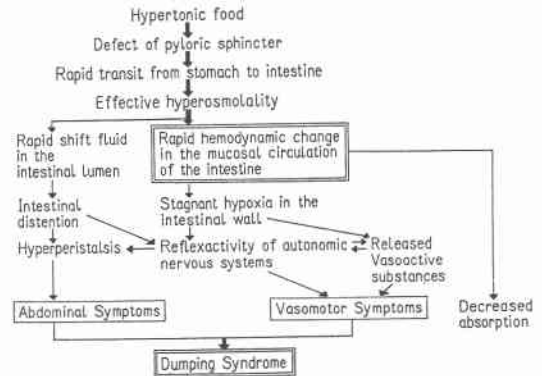 Hypertonic food
Defect of pyloric sphincter
Rapid transit from stomach to intestine
Effective hyperosmolality
Rapid shift fluid
in the
intestinal lumen
Rapid hemodynamic change
in the mucosal circulation
of the intestine
Intestinal
distention
Stagnant hypoxia in the
intestinal wall
Hyperperistalsis
Reflexactivity of autonomic
nervous systems
Released
Vasoactive
substances
Abdominal Symptoms
Vasomotor Symptoms
Decreased
absorption
Dumping Syndrome